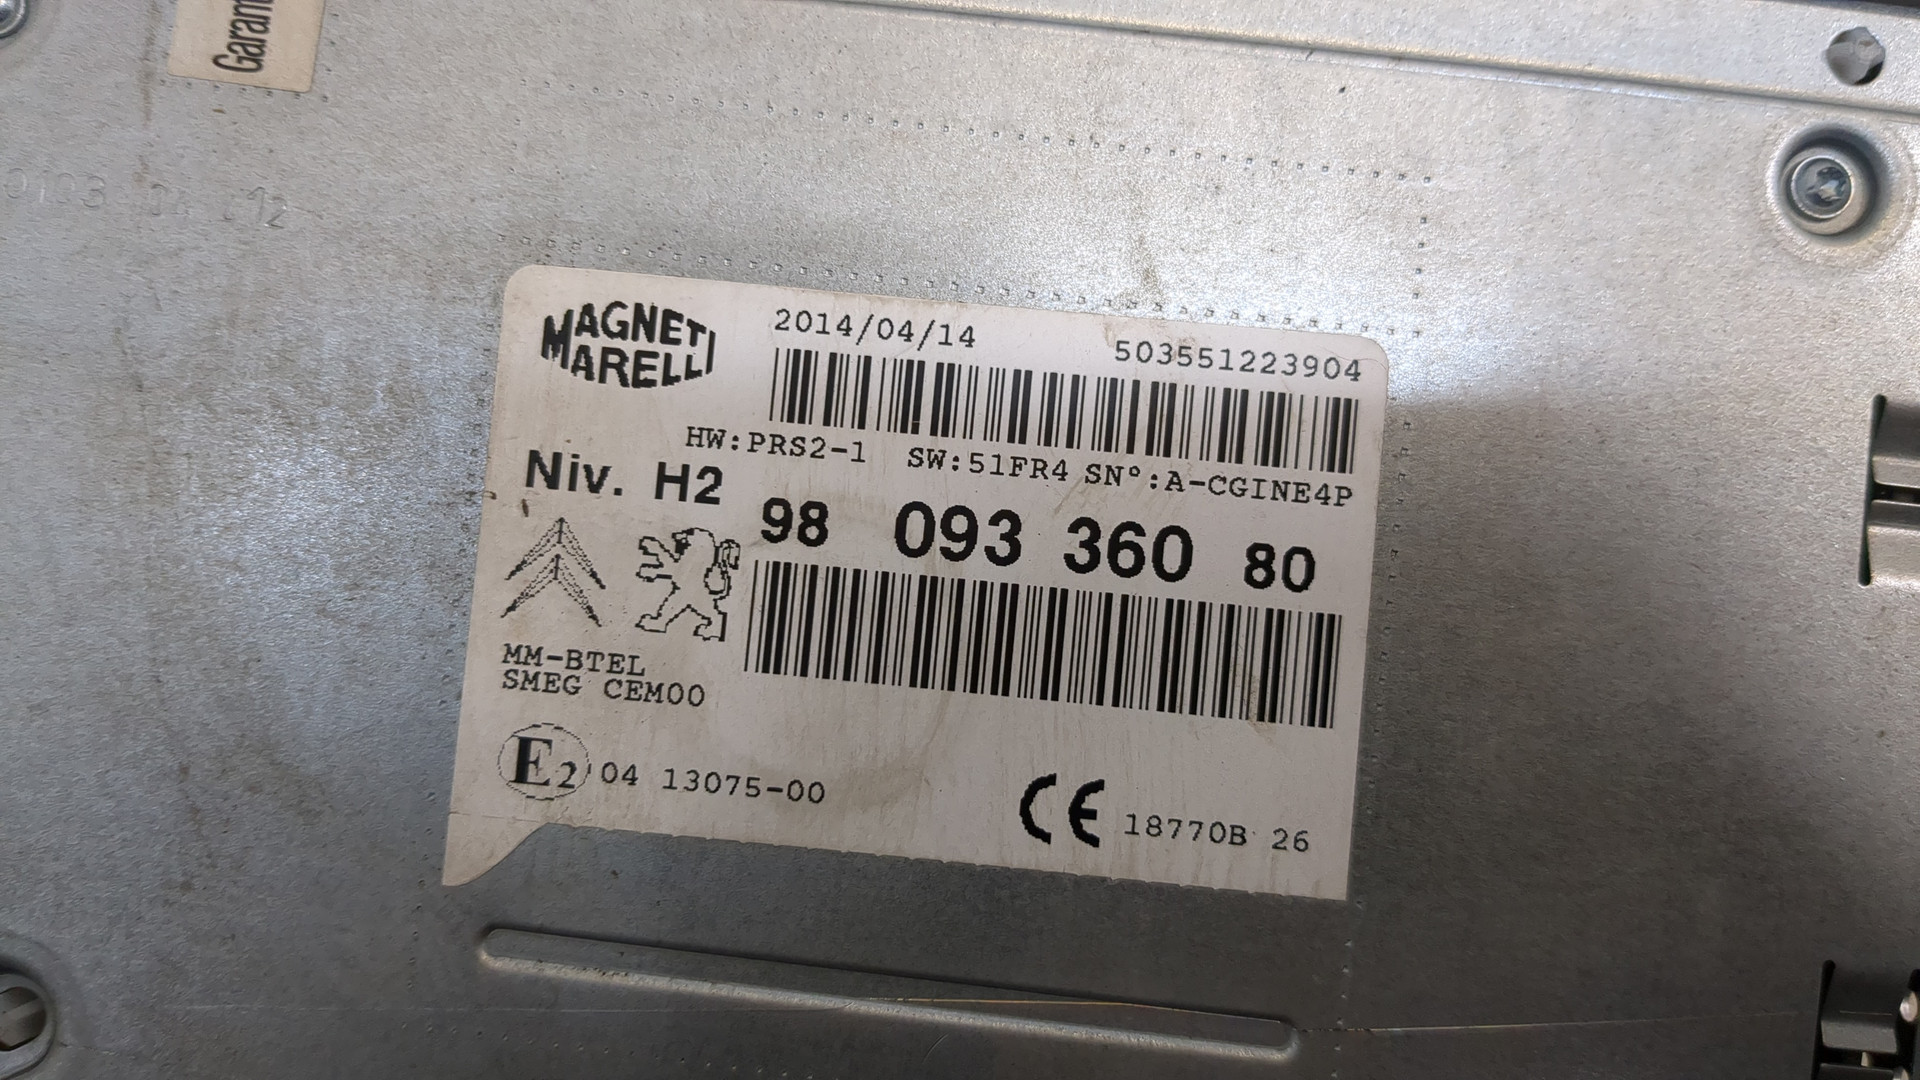 Garan
0103 04 012
MAGNETI
MARELLI
2014/04/14
503551223904
HW:PRS2-1 SW:51FR4 SN°:A-CGINE4P
Niv. H2
98 093 360 80
MM-BTEL
SMEG CEM00
E2 04 13075-00
CE 18770B 26